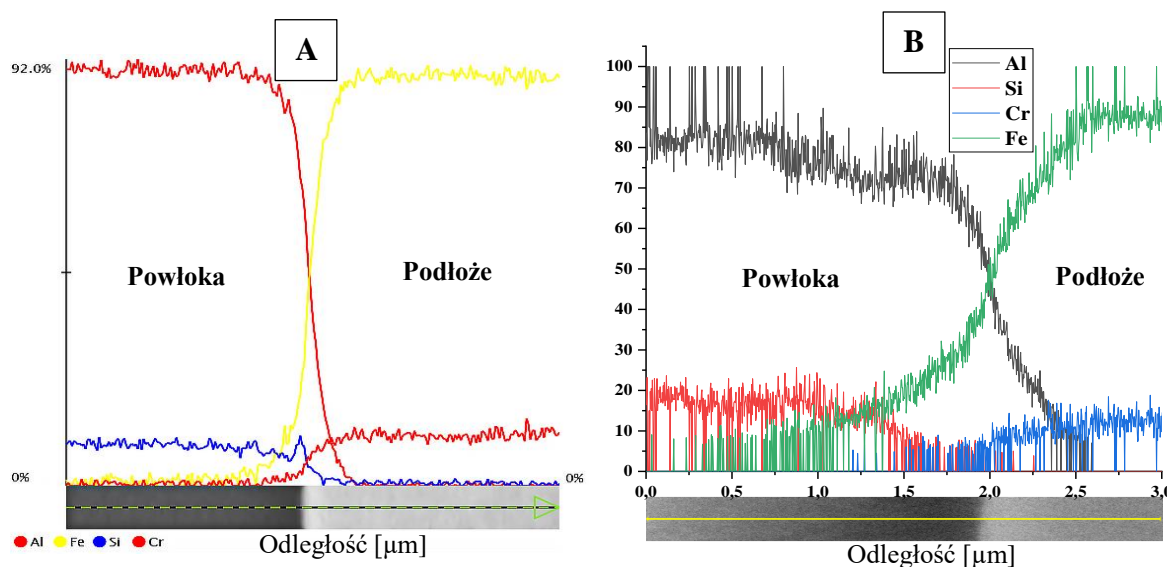 A
92.0%
Powłoka
Podłoże
0%
0%
Al Fe Si Cr
Odległość [µm]
B
Al
Si
Cr
Fe
100
90
80
70
60
50
40
30
20
10
0
Powłoka
Podłoże
0,0 0,5 1,0 1,5 2,0 2,5 3,0
Odległość [µm]